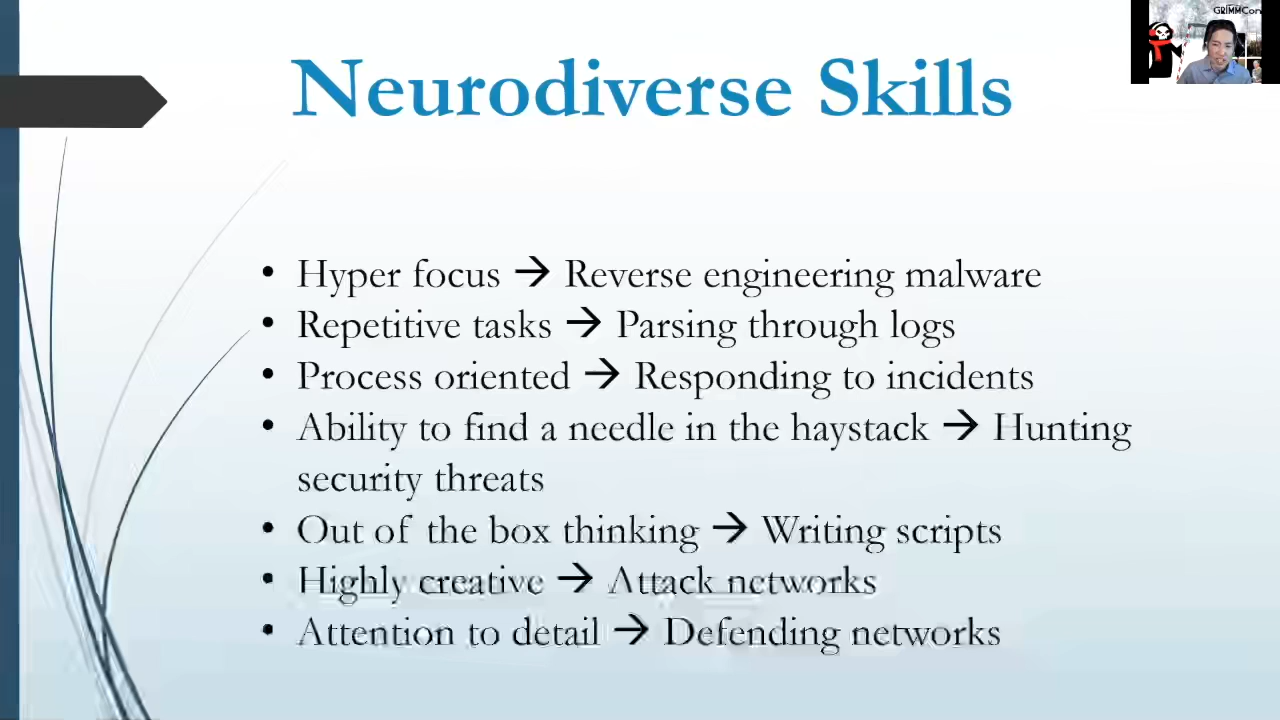 GRIMMCon
Neurodiverse Skills
• Hyper focus → Reverse engineering malware
• Repetitive tasks → Parsing through logs
• Process oriented → Responding to incidents
• Ability to find a needle in the haystack → Hunting
security threats
• Out of the box thinking → Writing scripts
• Highly creative → Attack networks
• Attention to detail → Defending networks